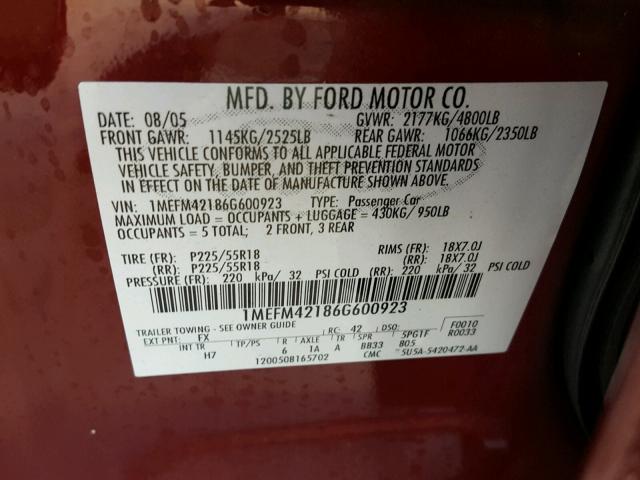 MFD. BY FORD MOTOR CO.
DATE: 08/05 GVWR: 2177KG/4800LB
FRONT GAWR: 1145KG/2525LB REAR GAWR: 1066KG/2350LB
THIS VEHICLE CONFORMS TO ALL APPLICABLE FEDERAL MOTOR
VEHICLE SAFETY, BUMPER, AND THEFT PREVENTION STANDARDS
IN EFFECT ON THE DATE OF MANUFACTURE SHOWN ABOVE.
VIN: 1MEFM42186G600923 TYPE: Passenger Car
MAXIMUM LOAD = OCCUPANTS + LUGGAGE = 430KG/ 950LB
OCCUPANTS = 5 TOTAL; 2 FRONT, 3 REAR
TIRE (FR): P225/55R18 RIMS (FR): 18X7.0J
(RR): P225/55R18 (RR): 18X7.0J
PRESSURE (FR): 220 kPa/ 32 PSI COLD (RR): 220 kPa/ 32 PSI COLD
1MEFM42186G600923
TRAILER TOWING - SEE OWNER GUIDE
EXT PNT: FX RC: 42 DSO: F0010
R0033
INT TR TP/PS R AXLE TR SPR 5PG1F
H7 6 1A A BB33 B05
1200508165702 CMC 5U5A-5420472-AA